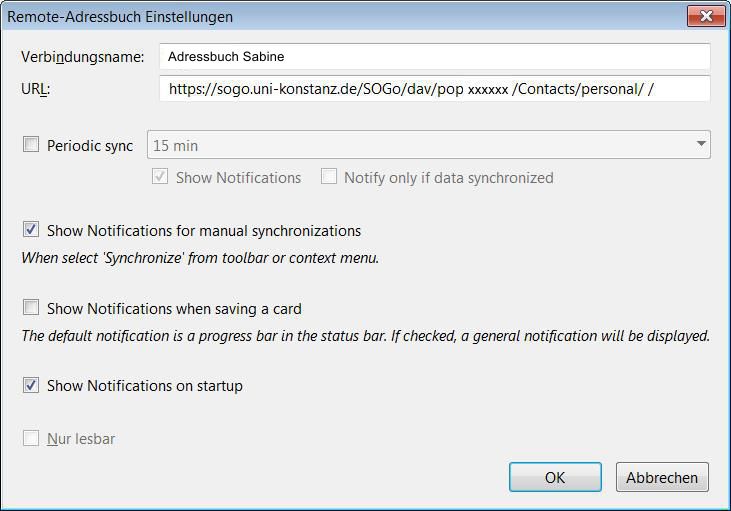 Remote-Adressbuch Einstellungen
Verbindungsname: Adressbuch Sabine
URL: https://sogo.uni-konstanz.de/SOGo/dav/pop xxxxxx /Contacts/personal/ /
Periodic sync 15 min
Show Notifications Notify only if data synchronized
Show Notifications for manual synchronizations
When select 'Synchronize' from toolbar or context menu.
Show Notifications when saving a card
The default notification is a progress bar in the status bar. If checked, a general notification will be displayed.
Show Notifications on startup
Nur lesbar
OK Abbrechen